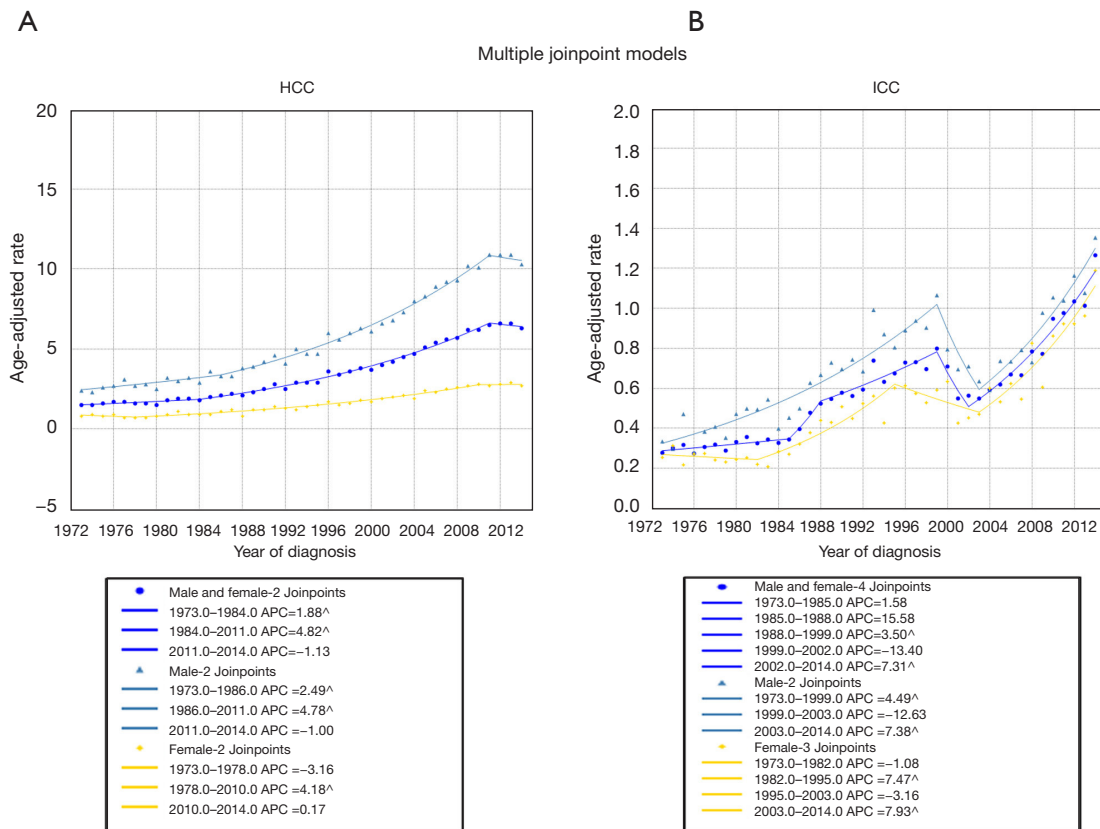 A
B
Multiple joinpoint models
HCC
20
15
10
5
0
−5
Age-adjusted rate
1972 1976 1980 1984 1988 1992 1996 2000 2004 2008 2012
Year of diagnosis
Male and female-2 Joinpoints
1973.0–1984.0 APC=1.88^
1984.0–2011.0 APC=4.82^
2011.0–2014.0 APC=−1.13
Male-2 Joinpoints
1973.0–1986.0 APC =2.49^
1986.0–2011.0 APC =4.78^
2011.0–2014.0 APC=−1.00
Female-2 Joinpoints
1973.0–1978.0 APC=−3.16
1978.0–2010.0 APC =4.18^
2010.0–2014.0 APC =0.17
ICC
2.0
1.8
1.6
1.4
1.2
1.0
0.8
0.6
0.4
0.2
0.0
Age-adjusted rate
1972 1976 1980 1984 1988 1992 1996 2000 2004 2008 2012
Year of diagnosis
Male and female-4 Joinpoints
1973.0–1985.0 APC=1.58
1985.0–1988.0 APC=15.58
1988.0–1999.0 APC=3.50^
1999.0–2002.0 APC=−13.40
2002.0–2014.0 APC=7.31^
Male-2 Joinpoints
1973.0–1999.0 APC =4.49^
1999.0–2003.0 APC =−12.63
2003.0–2014.0 APC =7.38^
Female-3 Joinpoints
1973.0–1982.0 APC=−1.08
1982.0–1995.0 APC =7.47^
1995.0–2003.0 APC =−3.16
2003.0–2014.0 APC =7.93^